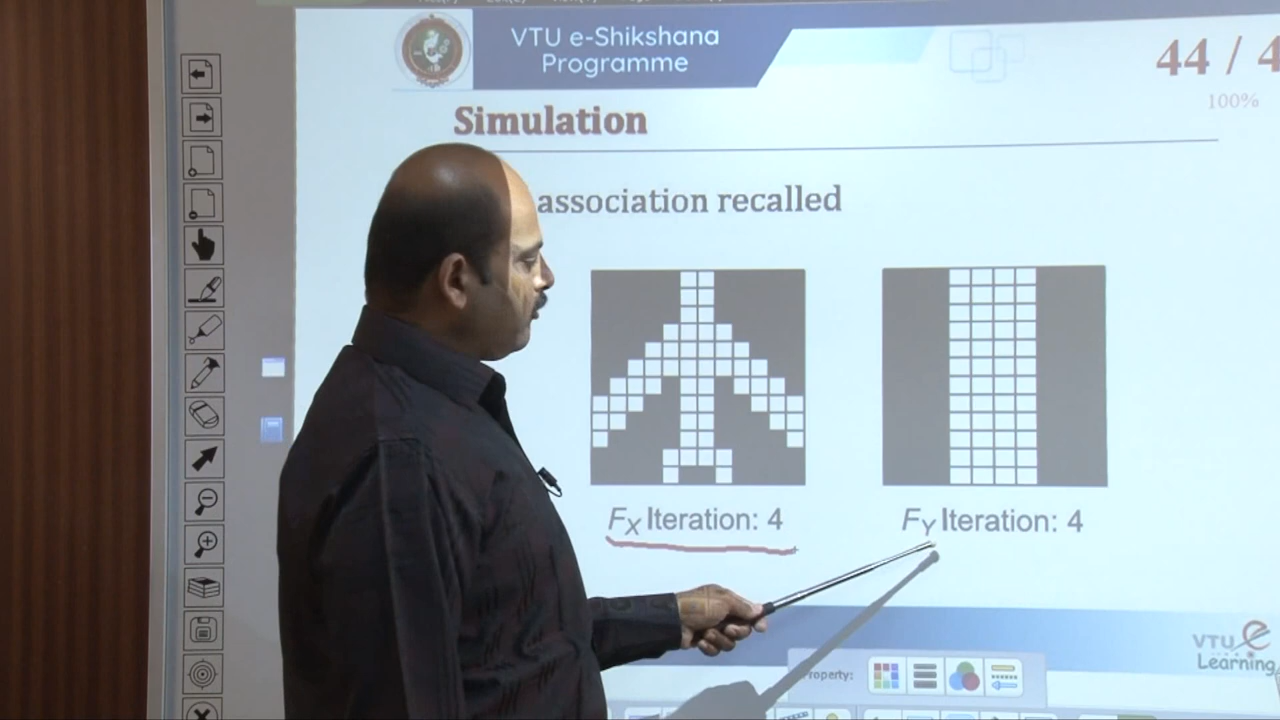 VTU e-Shikshana
Programme
44 / 4
100%
Simulation
association recalled
FX Iteration: 4
FY Iteration: 4
VTU
Learning
Property: